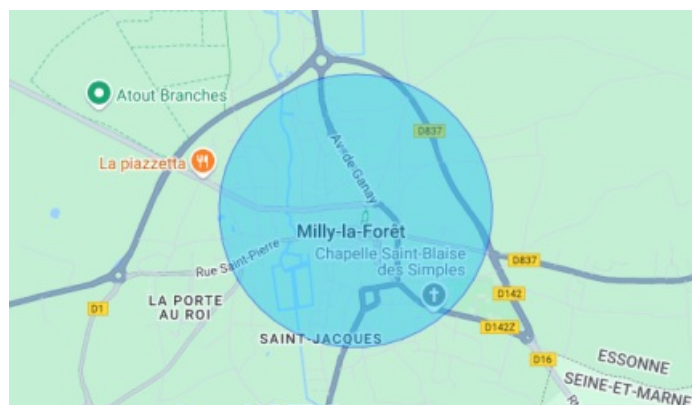 Atout Branches
D837
La piazzetta
Av. de Ganay
Milly-la-Forêt
Rue Saint-Pierre
Chapelle Saint-Blaise
des Simples
D837
D142
D1
LA PORTE
AU ROI
SAINT-JACQUES
D142Z
D16
ESSONNE
SEINE-ET-MARNE